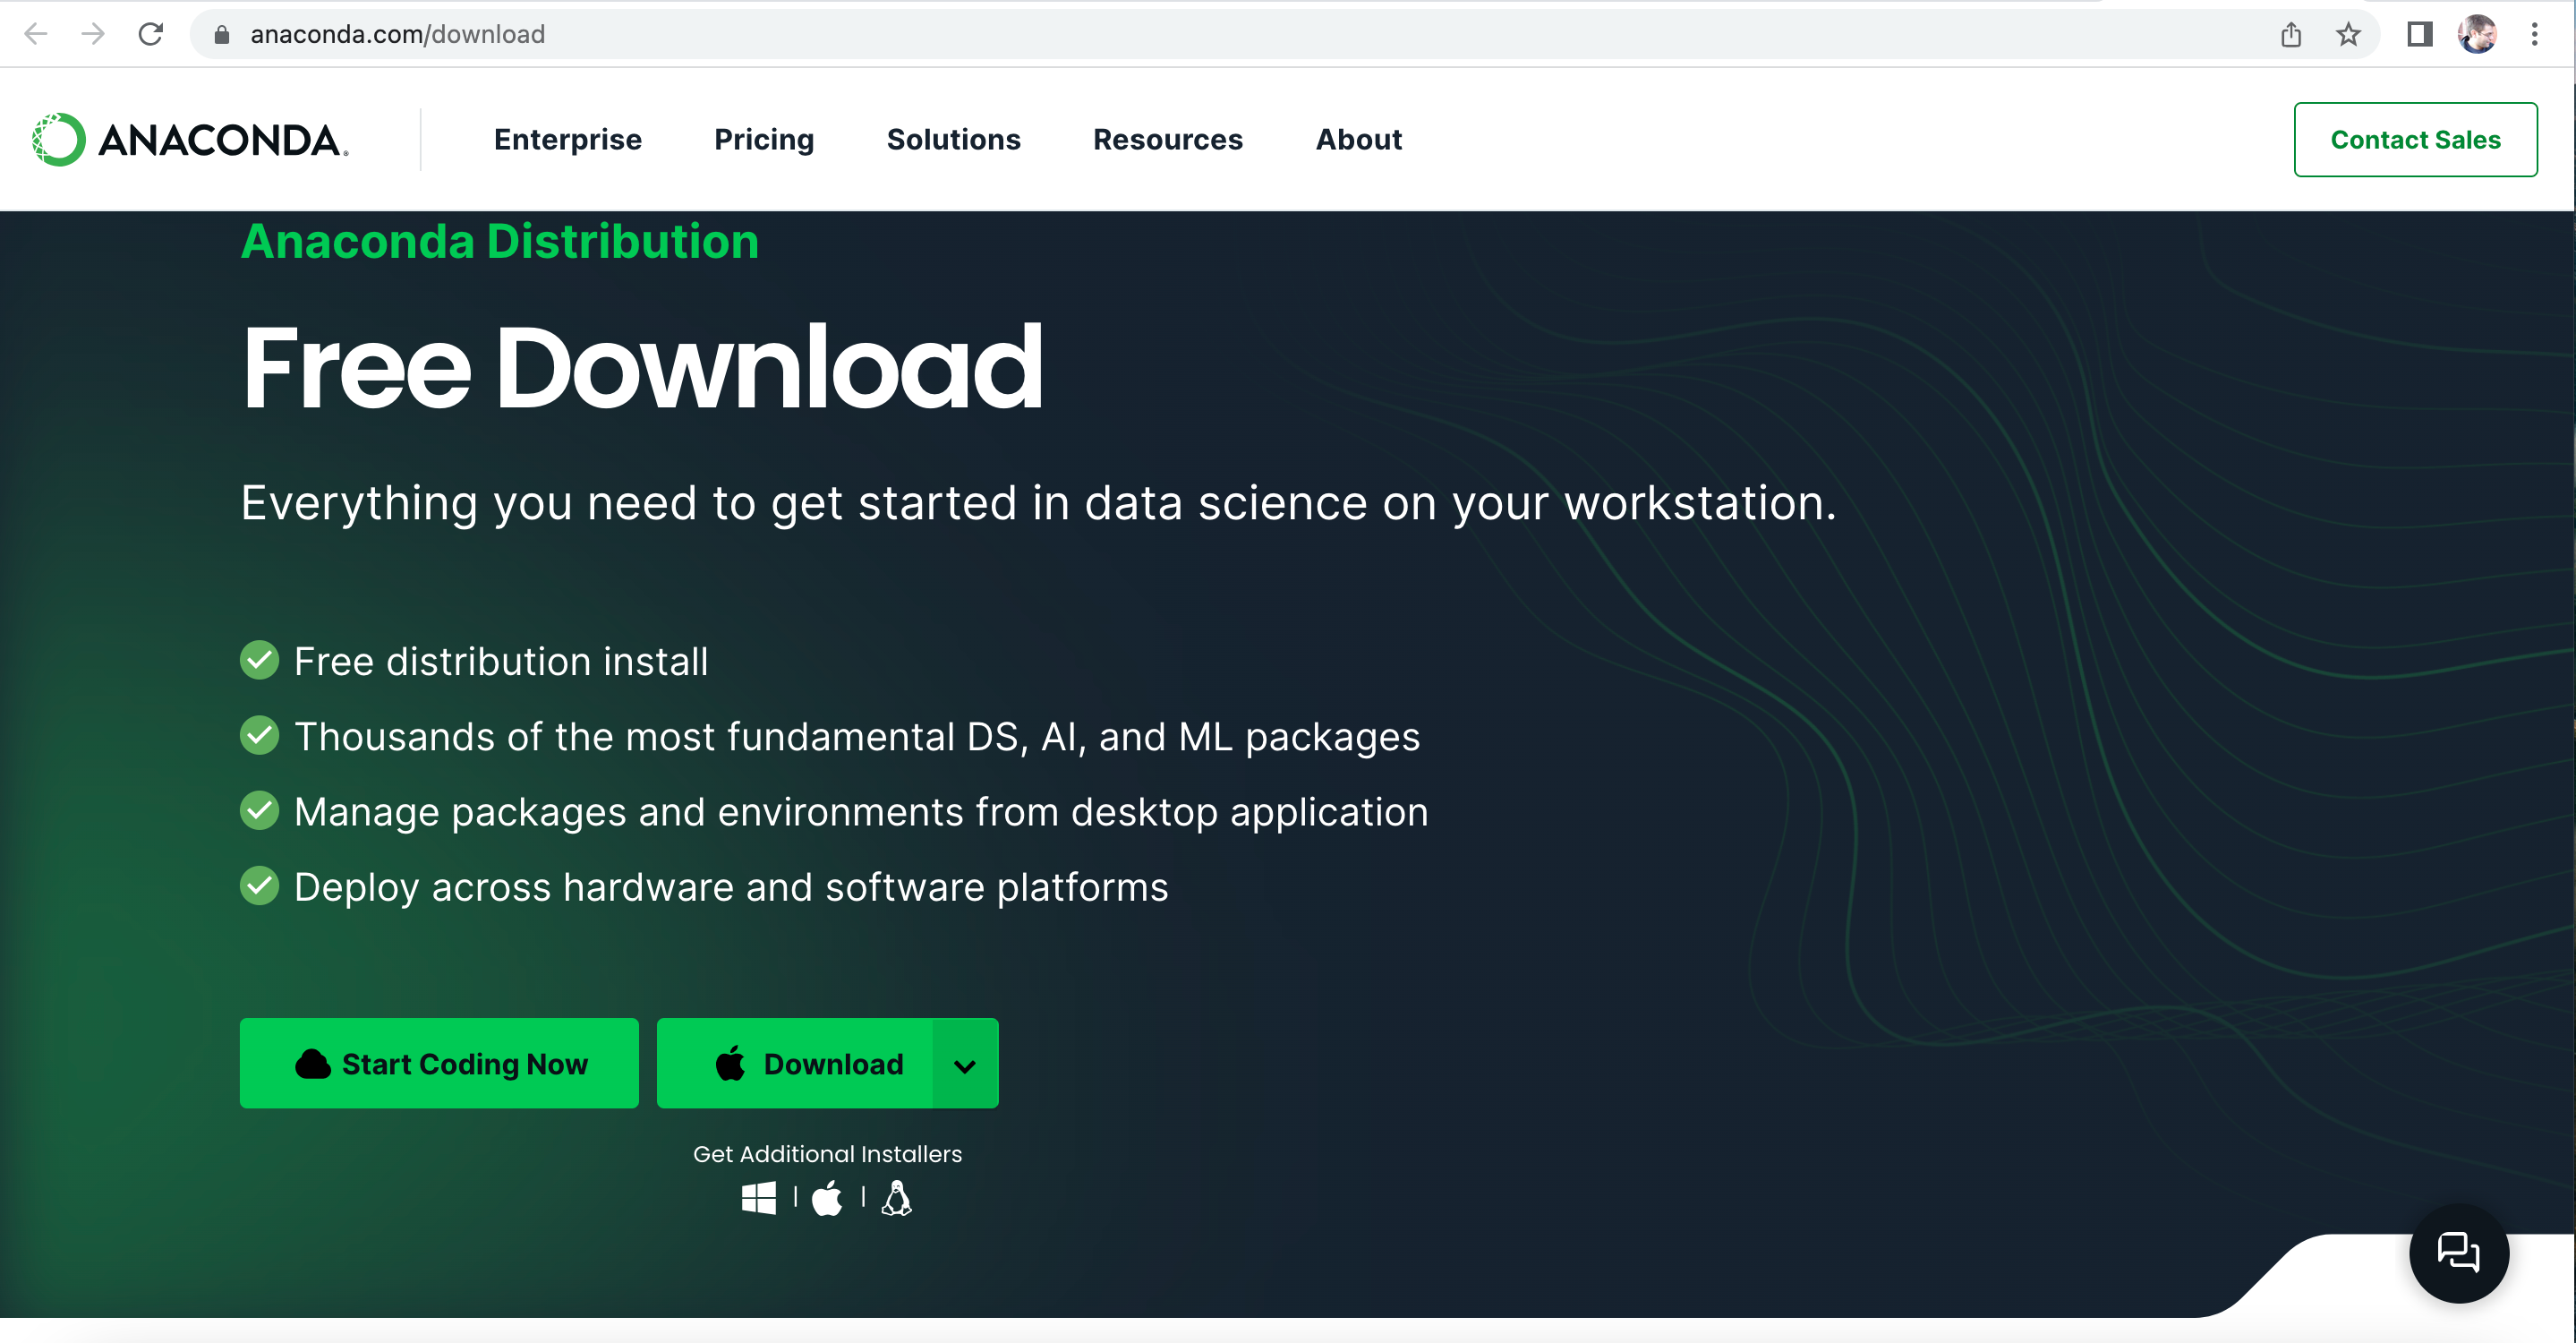 anaconda.com/download
ANACONDA.
Enterprise
Pricing
Solutions
Resources
About
Contact Sales
Anaconda Distribution
Free Download
Everything you need to get started in data science on your workstation.
Free distribution install
Thousands of the most fundamental DS, AI, and ML packages
Manage packages and environments from desktop application
Deploy across hardware and software platforms
Start Coding Now
Download
Get Additional Installers